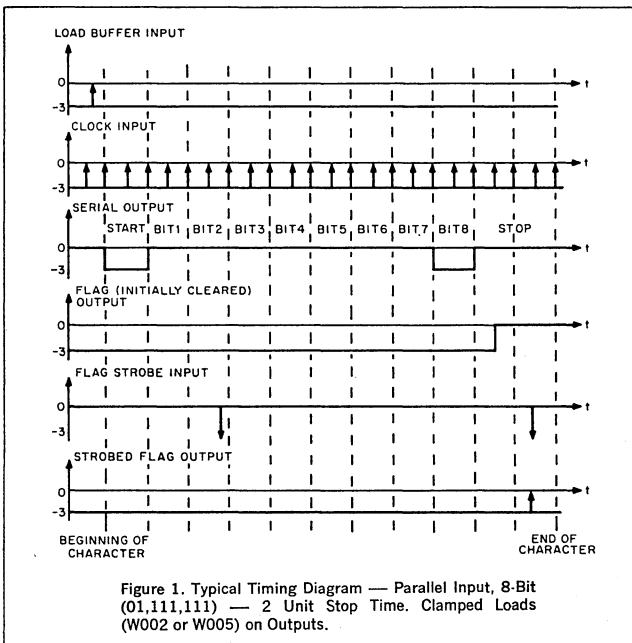 LOAD BUFFER INPUT
0
-3
t
CLOCK INPUT
0
-3
t
SERIAL OUTPUT
START BIT1 BIT2 BIT3 BIT4 BIT5 BIT6 BIT7 BIT8 STOP
0
-3
t
FLAG (INITIALLY CLEARED)
OUTPUT
0
-3
t
FLAG STROBE INPUT
0
-3
t
STROBED FLAG OUTPUT
0
-3
t
BEGINNING OF
CHARACTER
END OF
CHARACTER
Figure 1. Typical Timing Diagram — Parallel Input, 8-Bit
(01,111,111) — 2 Unit Stop Time. Clamped Loads
(W002 or W005) on Outputs.